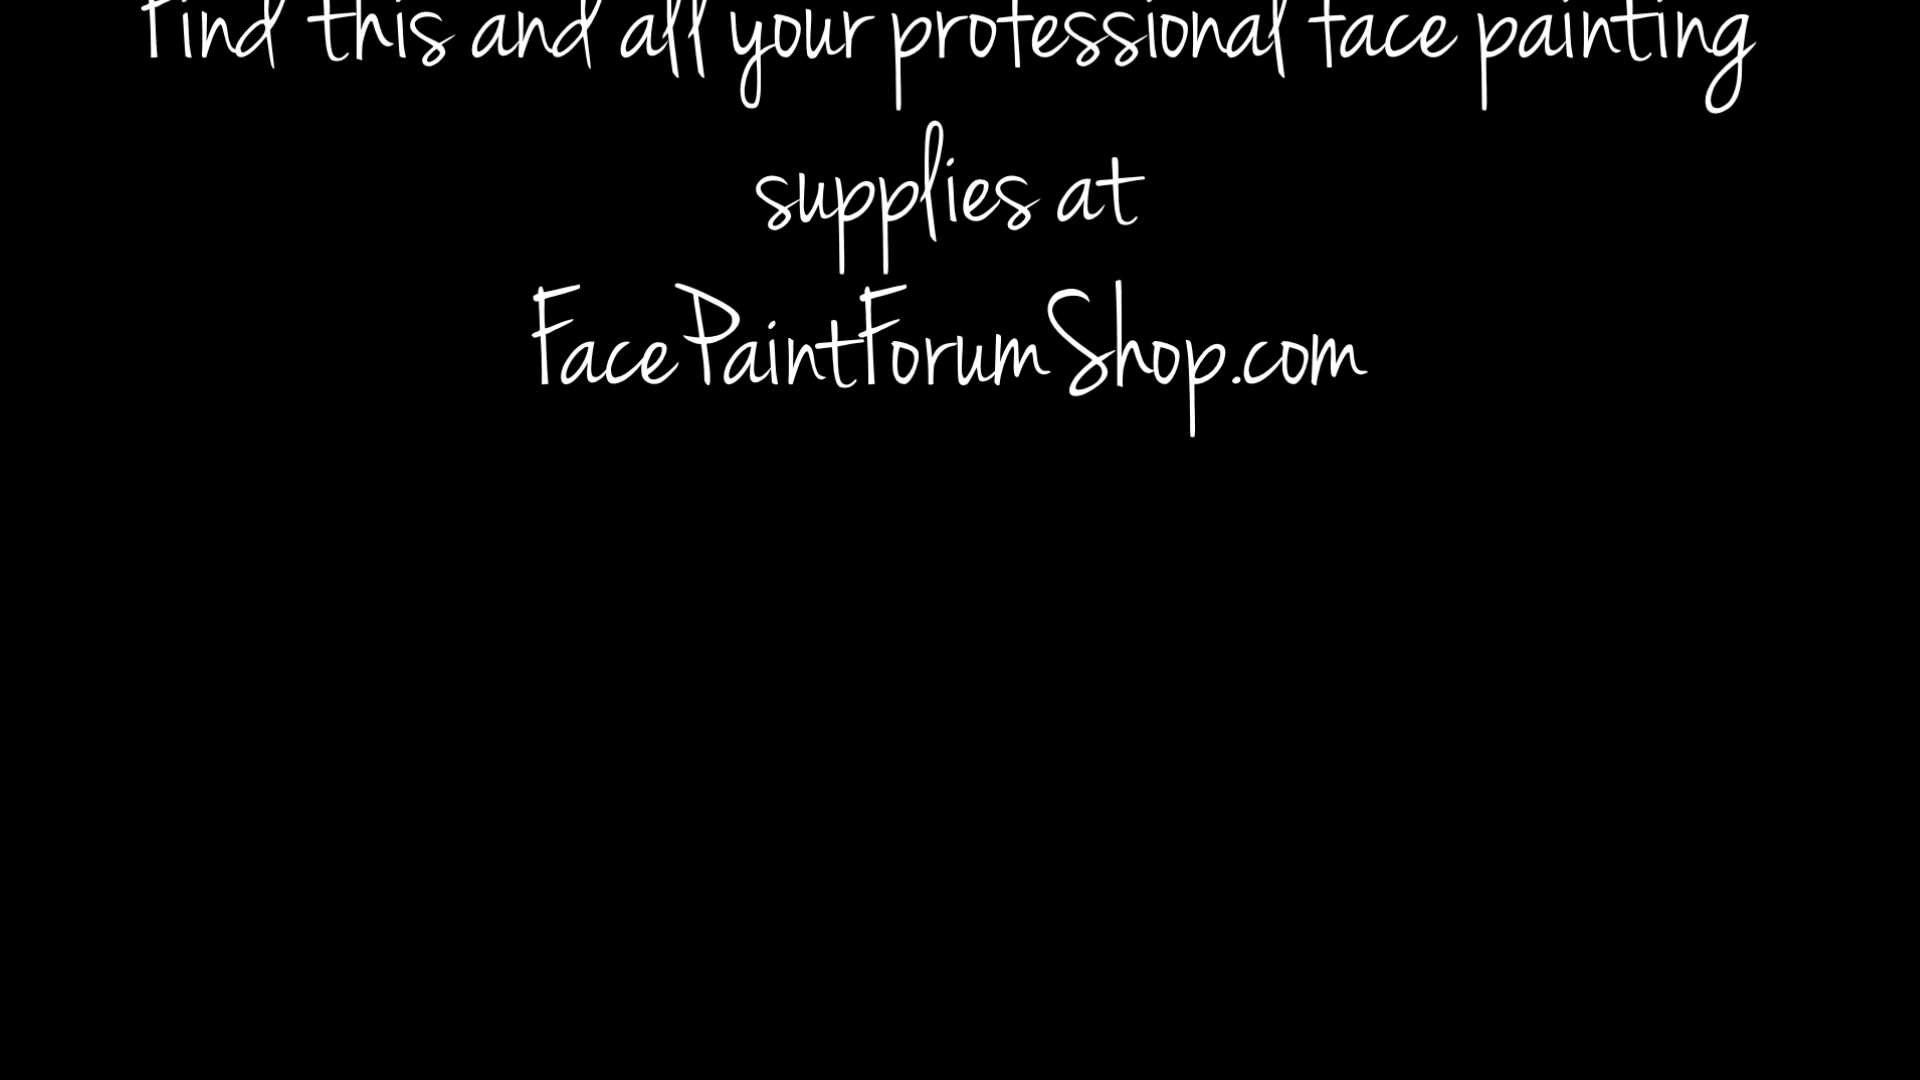 Find this and all your professional face painting
supplies at
FacePaintForumShop.com